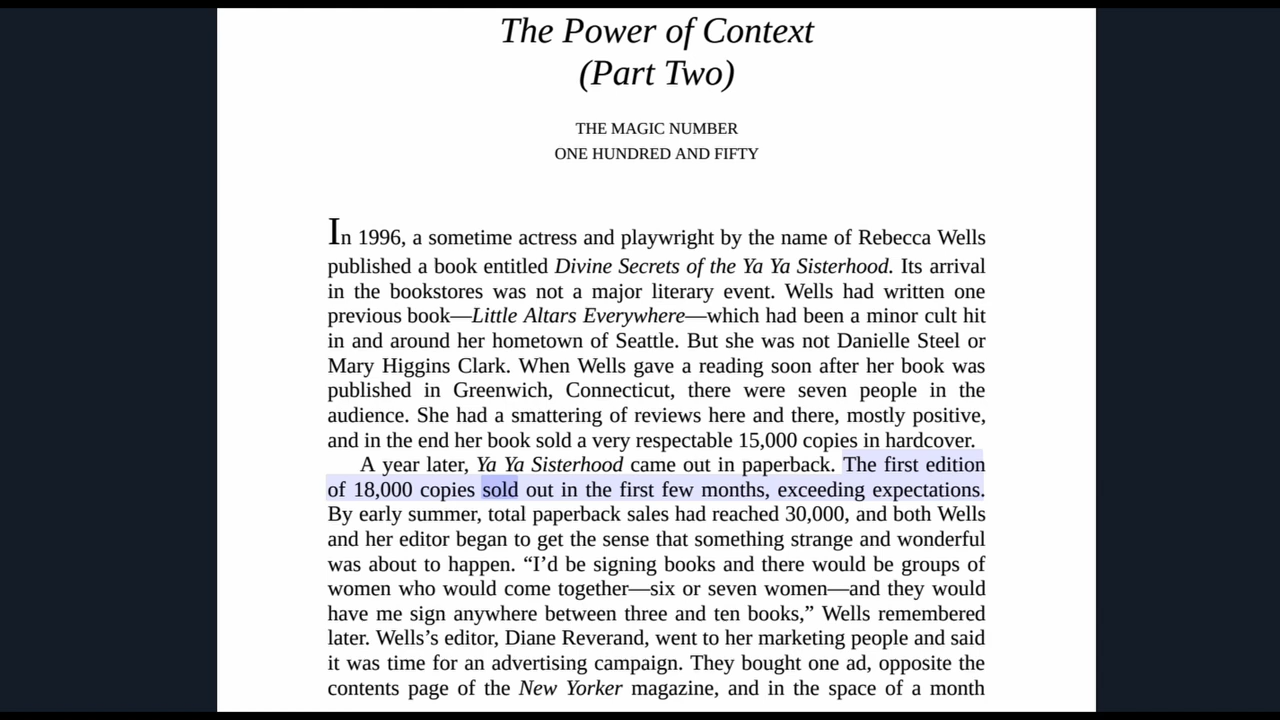 The Power of Context
(Part Two)
THE MAGIC NUMBER
ONE HUNDRED AND FIFTY
In 1996, a sometime actress and playwright by the name of Rebecca Wells
published a book entitled Divine Secrets of the Ya Ya Sisterhood. Its arrival
in the bookstores was not a major literary event. Wells had written one
previous book—Little Altars Everywhere—which had been a minor cult hit
in and around her hometown of Seattle. But she was not Danielle Steel or
Mary Higgins Clark. When Wells gave a reading soon after her book was
published in Greenwich, Connecticut, there were seven people in the
audience. She had a smattering of reviews here and there, mostly positive,
and in the end her book sold a very respectable 15,000 copies in hardcover.
A year later, Ya Ya Sisterhood came out in paperback. The first edition
of 18,000 copies sold out in the first few months, exceeding expectations.
By early summer, total paperback sales had reached 30,000, and both Wells
and her editor began to get the sense that something strange and wonderful
was about to happen. “I’d be signing books and there would be groups of
women who would come together—six or seven women—and they would
have me sign anywhere between three and ten books,” Wells remembered
later. Wells’s editor, Diane Reverand, went to her marketing people and said
it was time for an advertising campaign. They bought one ad, opposite the
contents page of the New Yorker magazine, and in the space of a month